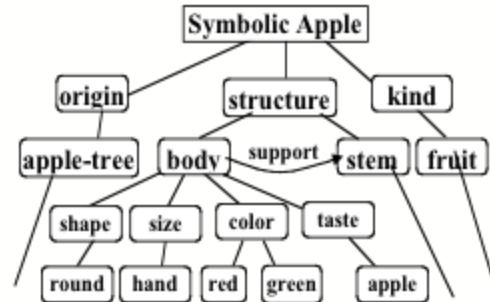 Symbolic Apple
origin
structure
kind
apple-tree
body
support
stem
fruit
shape
size
color
taste
round
hand
red
green
apple